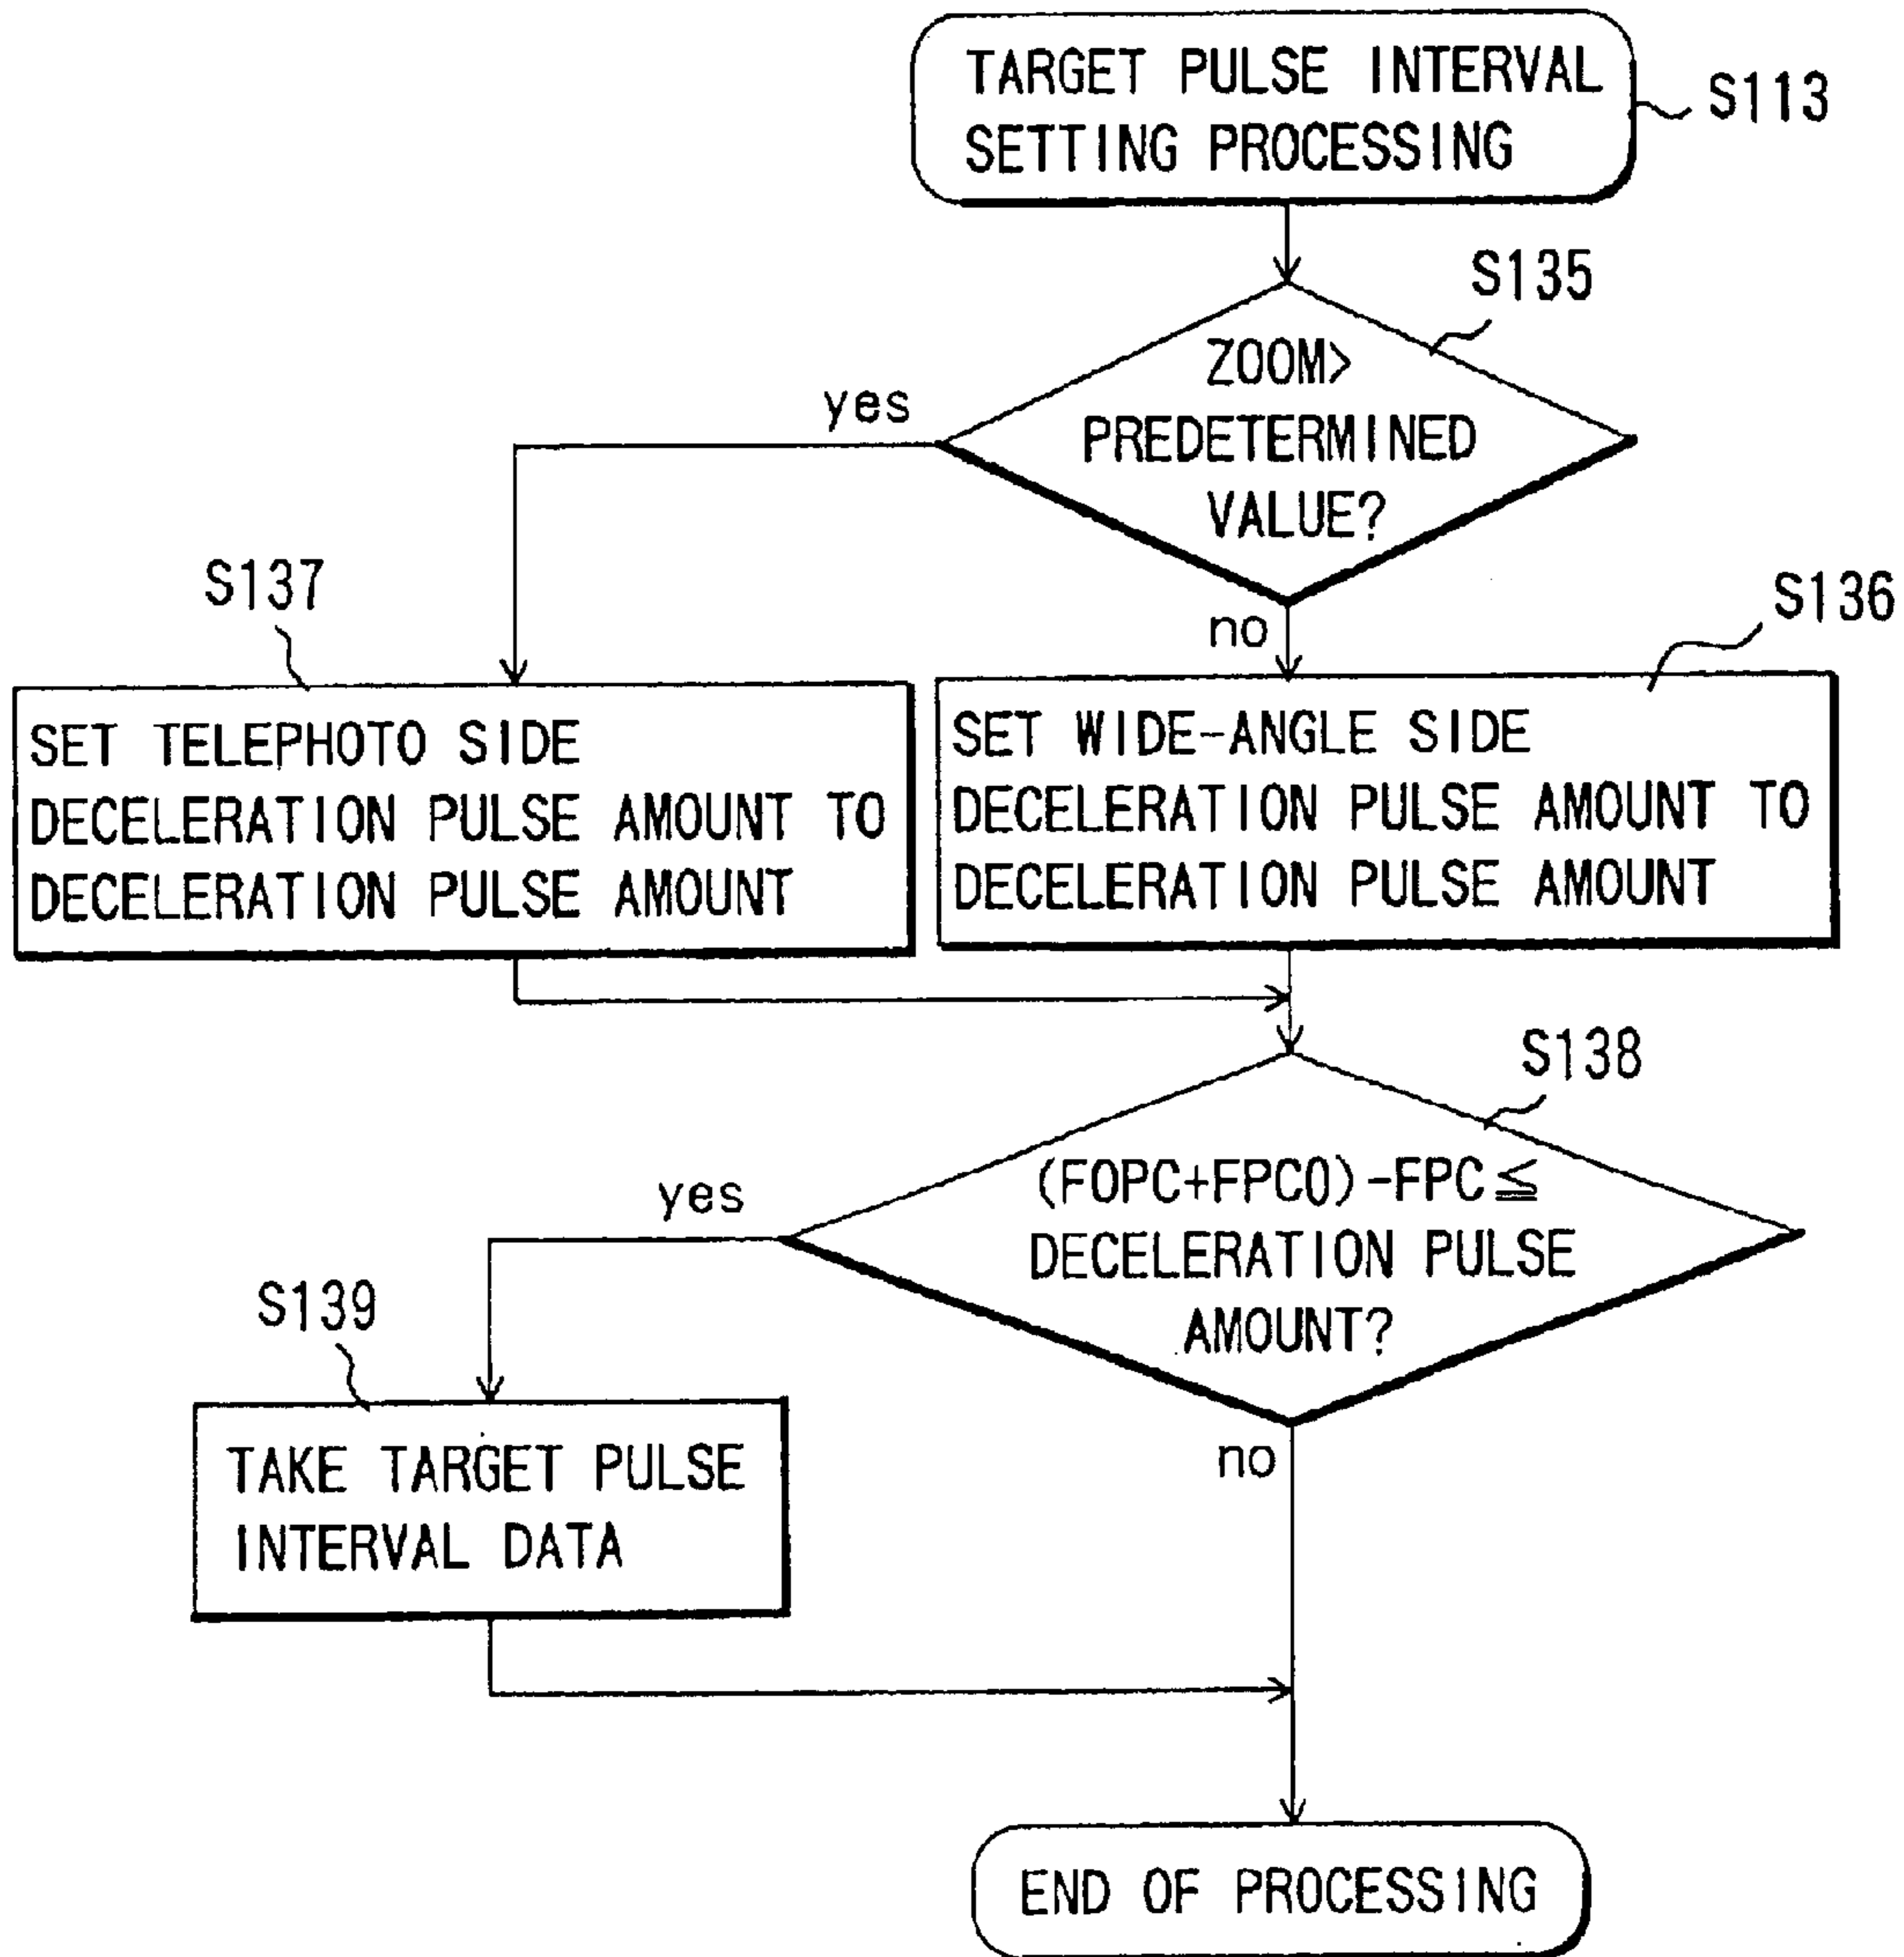 TARGET PULSE INTERVAL
SETTING PROCESSING
S113
S135
ZOOM>
PREDETERMINED
VALUE?
yes
no
S137
S136
SET TELEPHOTO SIDE
DECELERATION PULSE AMOUNT TO
DECELERATION PULSE AMOUNT
SET WIDE-ANGLE SIDE
DECELERATION PULSE AMOUNT TO
DECELERATION PULSE AMOUNT
S138
(FOPC+FPC0)-FPC≦
DECELERATION PULSE
AMOUNT?
yes
no
S139
TAKE TARGET PULSE
INTERVAL DATA
END OF PROCESSING